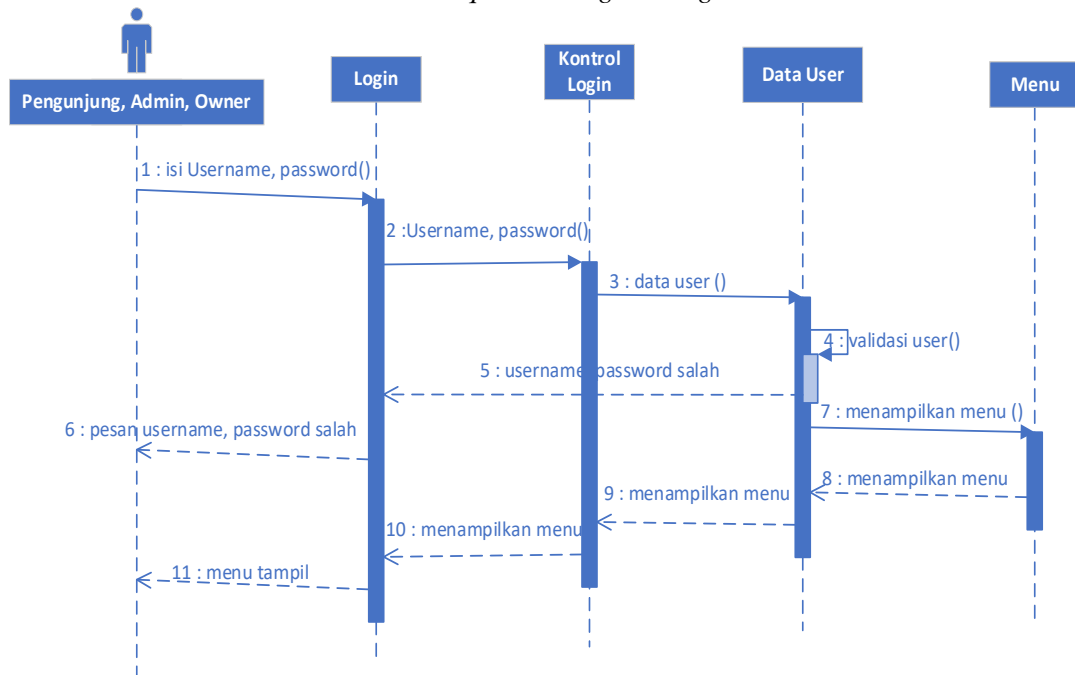 Pengunjung, Admin, Owner
Login
Kontrol
Login
Data User
Menu
1 : isi Username, password()
2 :Username, password()
3 : data user ()
4 : validasi user()
5 : username, password salah
6 : pesan username, password salah
7 : menampilkan menu ()
8 : menampilkan menu
9 : menampilkan menu
10 : menampilkan menu
11 : menu tampil